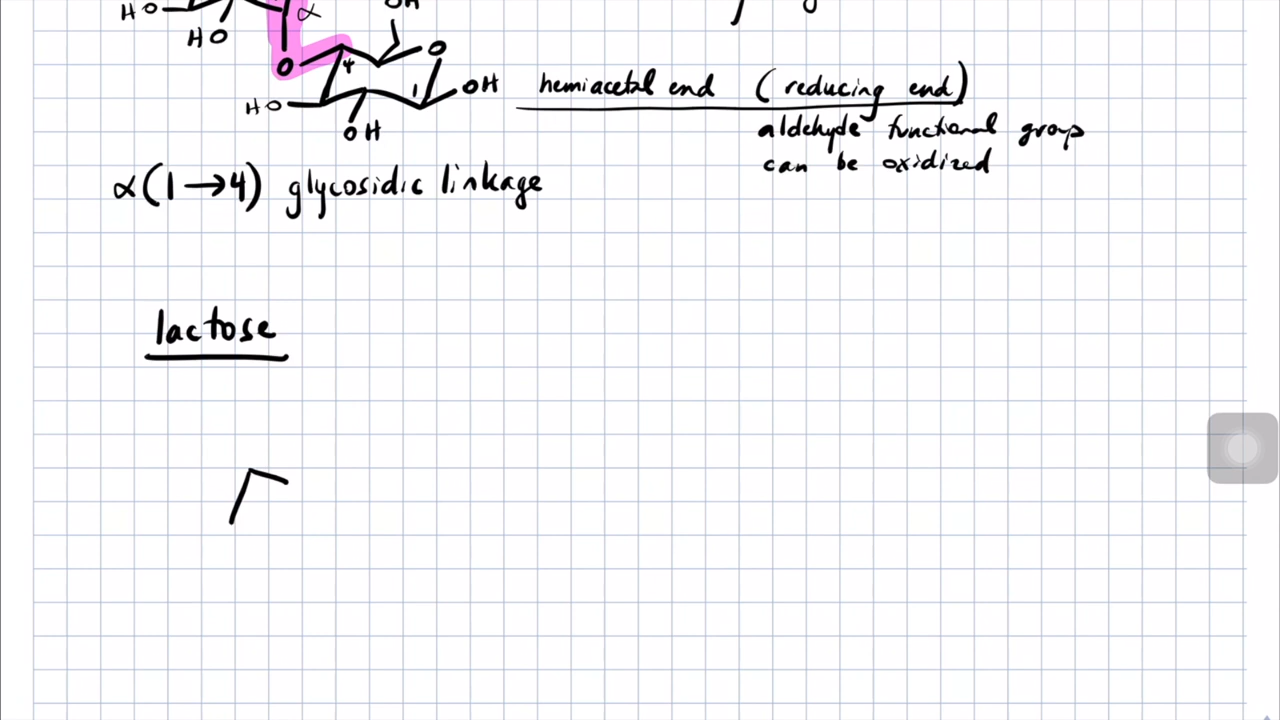 HO
α
HO
O
4
O
HO
1
OH
OH
hemiacetal end (reducing end)
aldehyde functional group
can be oxidized
α(1→4) glycosidic linkage
lactose